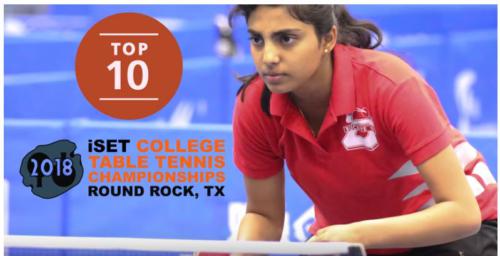 TOP
10
2018
iSET COLLEGE
TABLE TENNIS
CHAMPIONSHIPS
ROUND ROCK, TX